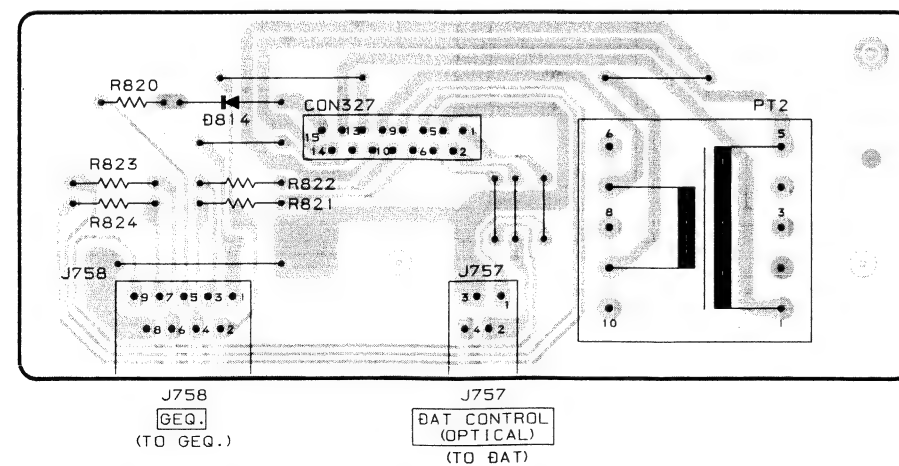 R820
D814
CON327
PT2
15 13 9 5 1
14 10 6 2
6 5
R823
R822
R821
R824
8 3
J758
J757
9 7 5 3 1
3 1
8 6 4 2
4 2
10 1
J758
GEQ.
(TO GEQ.)
J757
DAT CONTROL
(OPTICAL)
(TO DAT)